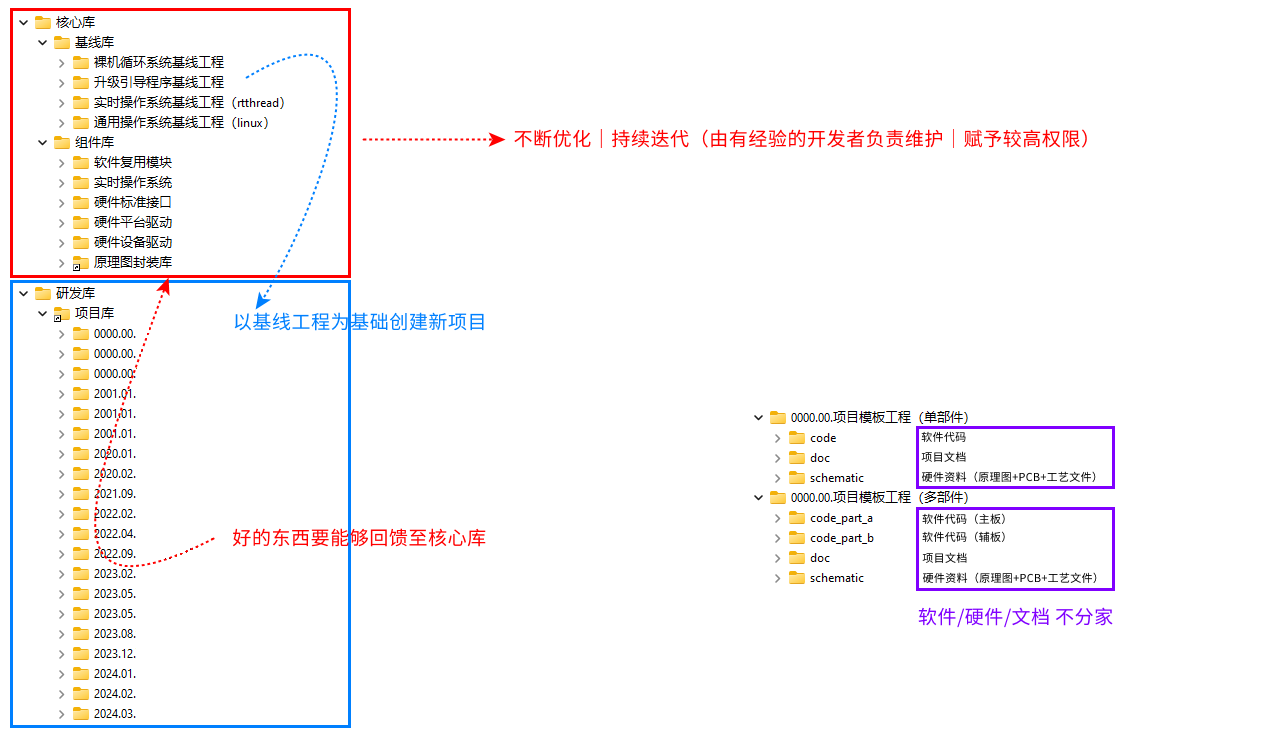 核心库
基线库
裸机循环系统基线工程
升级引导程序基线工程
实时操作系统基线工程（rtthread）
通用操作系统基线工程（linux）
组件库
软件复用模块
实时操作系统
硬件标准接口
硬件平台驱动
硬件设备驱动
原理图封装库
不断优化｜持续迭代（由有经验的开发者负责维护｜赋予较高权限）
研发库
项目库
0000.00.
0000.00.
0000.00.
2001.01.
2001.01.
2001.01.
2020.01.
2020.02.
2021.09.
2022.02.
2022.04.
2022.09.
2023.02.
2023.05.
2023.05.
2023.08.
2023.12.
2024.01.
2024.02.
2024.03.
以基线工程为基础创建新项目
好的东西要能够回馈至核心库
0000.00.项目模板工程（单部件）
code 软件代码
doc 项目文档
schematic 硬件资料（原理图+PCB+工艺文件）
0000.00.项目模板工程（多部件）
code_part_a 软件代码（主板）
code_part_b 软件代码（辅板）
doc 项目文档
schematic 硬件资料（原理图+PCB+工艺文件）
软件/硬件/文档 不分家